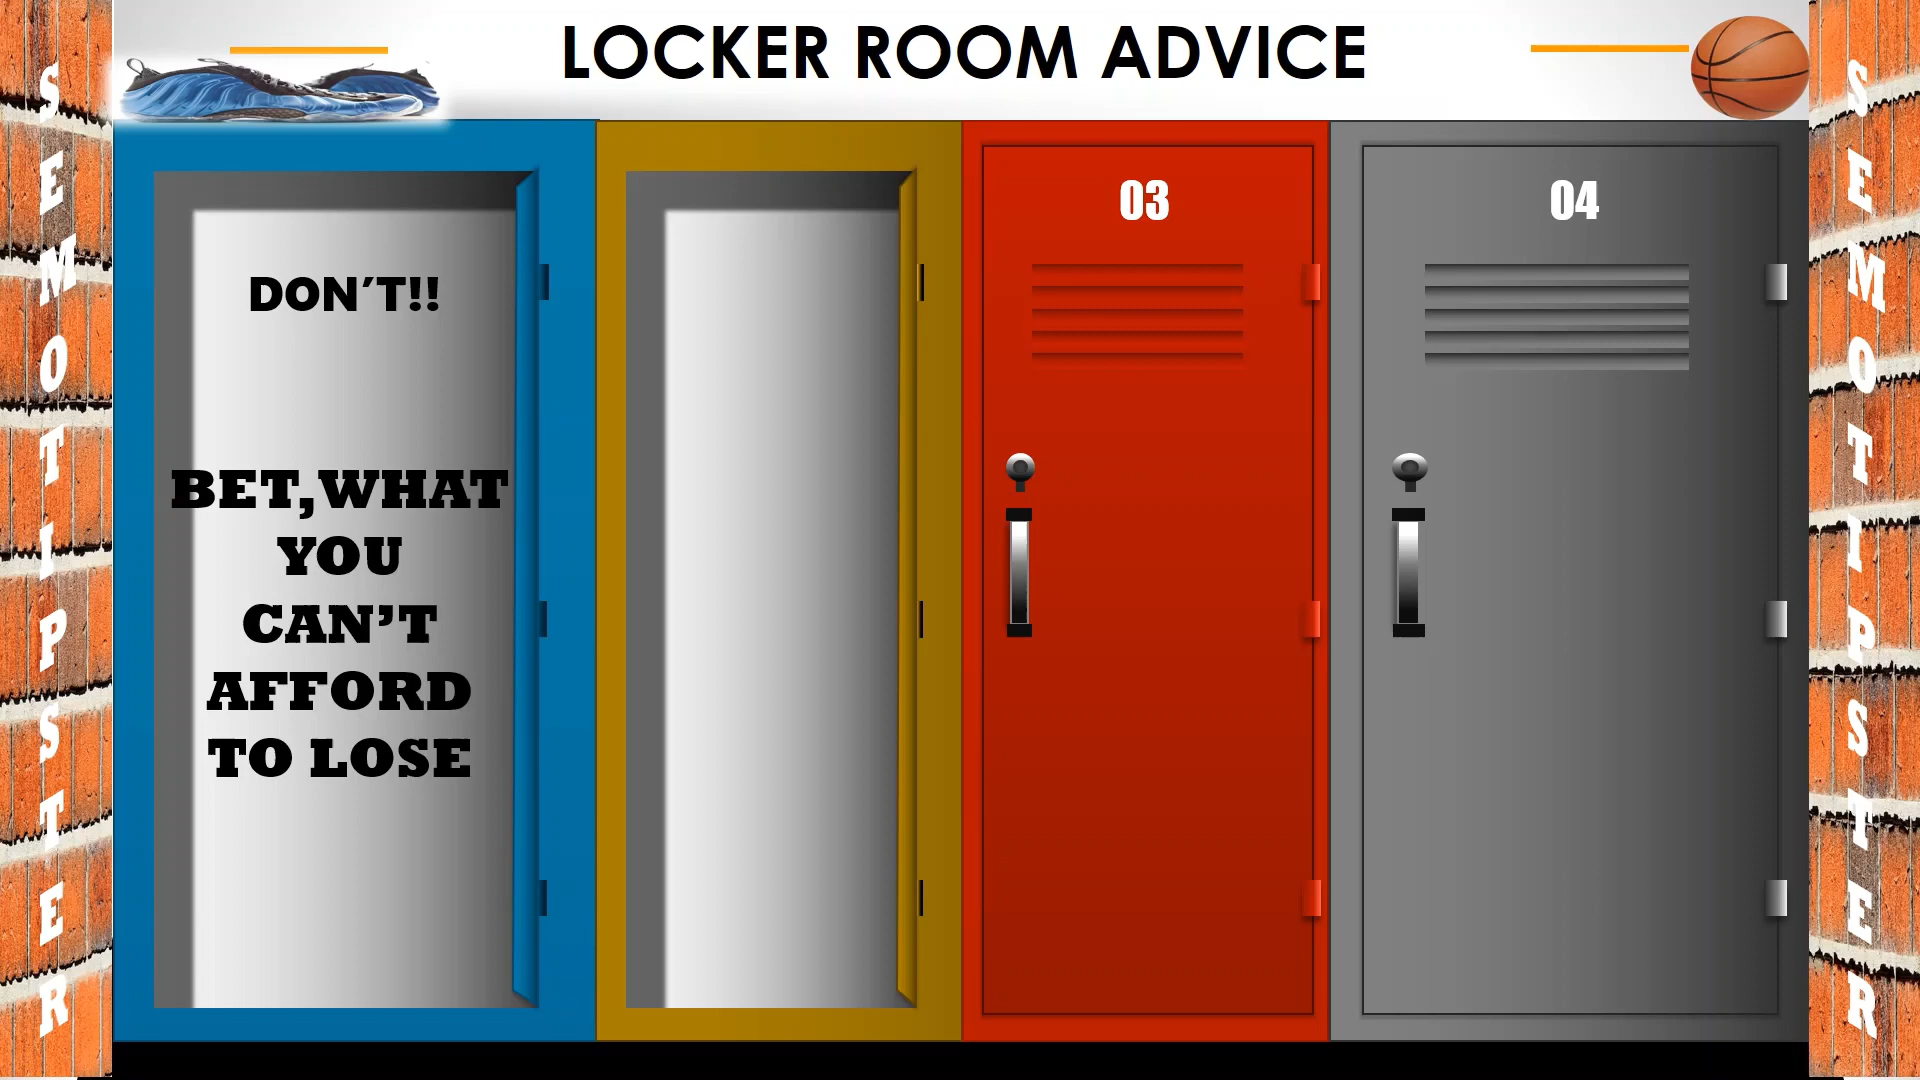 LOCKER ROOM ADVICE
SEMOTIPSTER
DON´T!!
BET,WHAT
YOU
CAN’T
AFFORD
TO LOSE
03
04
SEMOTIPSTER